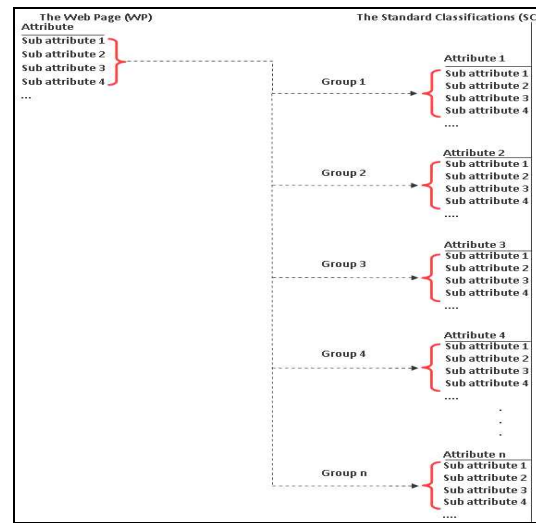 The Web Page (WP)
The Standard Classifications (SC
Attribute
Sub attribute 1
Sub attribute 2
Sub attribute 3
Sub attribute 4
...
Group 1
Attribute 1
Sub attribute 1
Sub attribute 2
Sub attribute 3
Sub attribute 4
....
Group 2
Attribute 2
Sub attribute 1
Sub attribute 2
Sub attribute 3
Sub attribute 4
....
Group 3
Attribute 3
Sub attribute 1
Sub attribute 2
Sub attribute 3
Sub attribute 4
....
Group 4
Attribute 4
Sub attribute 1
Sub attribute 2
Sub attribute 3
Sub attribute 4
....
.
.
.
Group n
Attribute n
Sub attribute 1
Sub attribute 2
Sub attribute 3
Sub attribute 4
....